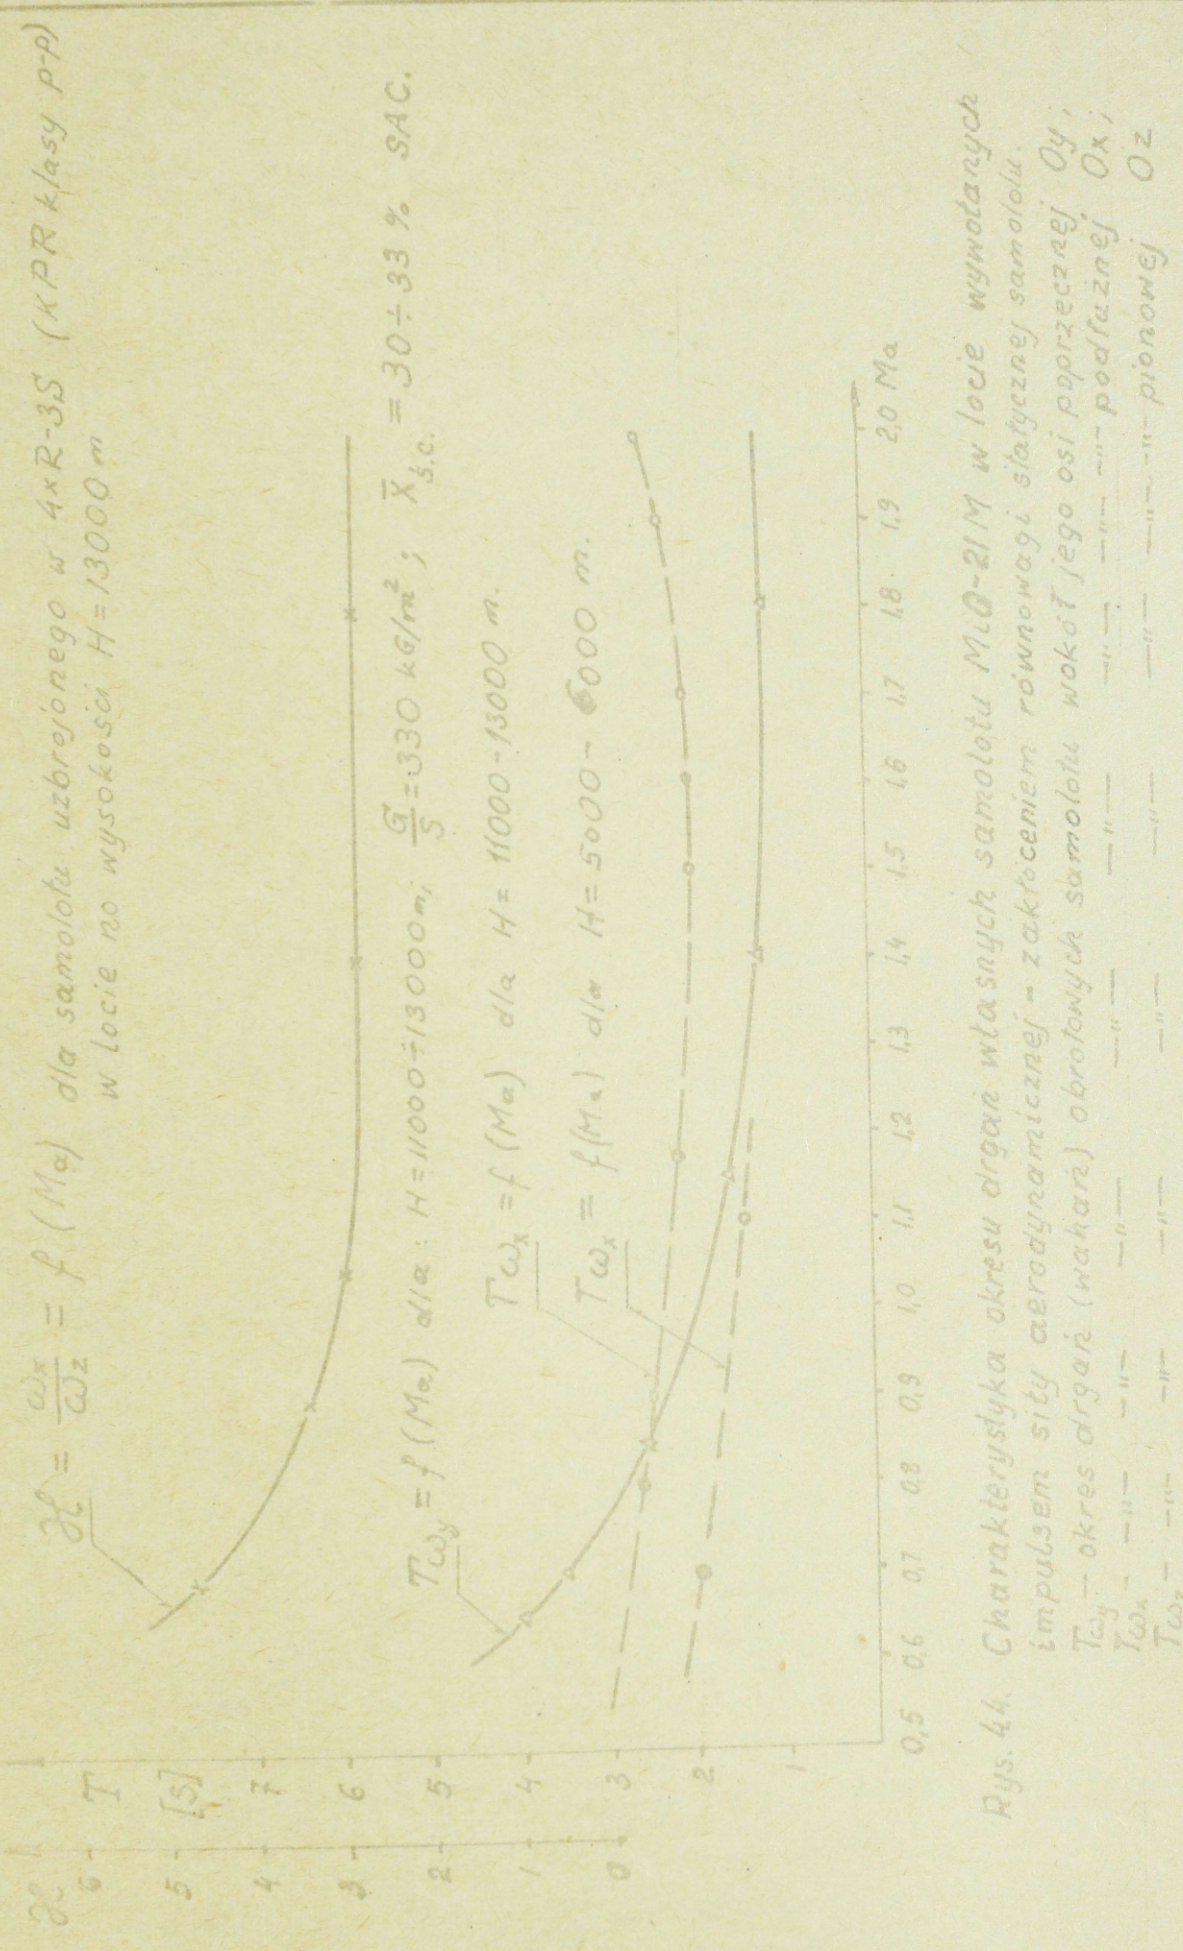 ℋ = ωx/ωz = f (Ma) dla samolotu uzbrojonego w 4×R-3S (KPR klasy p-p)
w locie no wysokości H=13000 m
ℋ T
6 [S]
5 7
4 6
3 5
2 4
1 3
0 2
1
Tωy = f (Ma) dla: H=11000÷13000m; G/S = 330 kG/m²; X̄ś.c. = 30÷33 % SAC.
Tωx = f (Ma) dla H= 11000-13000 m.
Tωx = f(Ma) dla H=5000-6000 m.
0,5 0,6 0,7 0,8 0,9 1,0 1,1 1,2 1,3 1,4 1,5 1,6 1,7 1,8 1,9 2,0 Ma
Rys. 44. Charakterystyka okresu drgań własnych samolotu MiG-21M w locie wywołanych
impulsem siły aerodynamicznej - zakłóceniem równowagi statycznej samolotu.
Tωy - okres drgań (wahań) obrotowych samolotu wokół jego osi poprzecznej Oy;
Tωx - -"- -"- -"- -"- -"- -"- -"- -"- podłużnej Ox;
Tωz - -"- -"- -"- -"- -"- -"- -"- -"- pionowej Oz